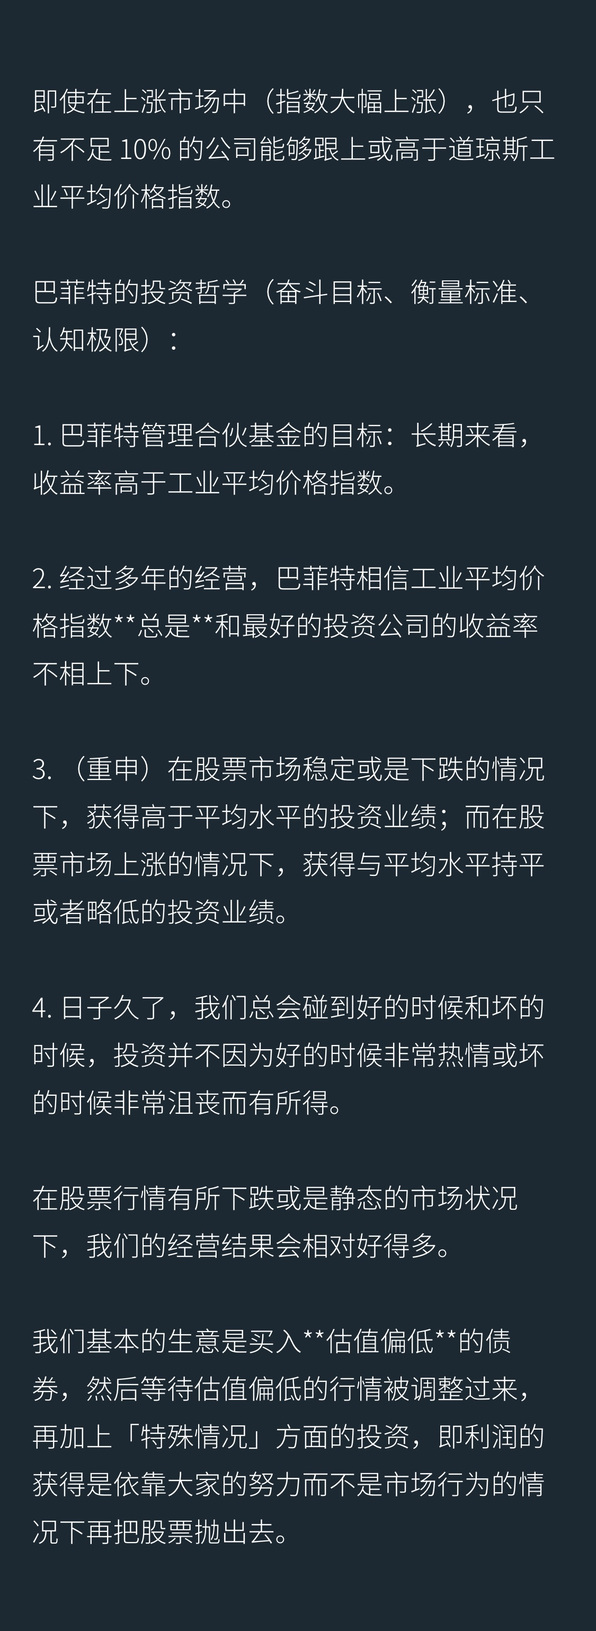 即使在上涨市场中（指数大幅上涨），也只
有不足 10% 的公司能够跟上或高于道琼斯工
业平均价格指数。
巴菲特的投资哲学（奋斗目标、衡量标准、
认知极限）：
1. 巴菲特管理合伙基金的目标：长期来看，
收益率高于工业平均价格指数。
2. 经过多年的经营，巴菲特相信工业平均价
格指数**总是**和最好的投资公司的收益率
不相上下。
3. （重申）在股票市场稳定或是下跌的情况
下，获得高于平均水平的投资业绩；而在股
票市场上涨的情况下，获得与平均水平持平
或者略低的投资业绩。
4. 日子久了，我们总会碰到好的时候和坏的
时候，投资并不因为好的时候非常热情或坏
的时候非常沮丧而有所得。
在股票行情有所下跌或是静态的市场状况
下，我们的经营结果会相对好得多。
我们基本的生意是买入**估值偏低**的债
券，然后等待估值偏低的行情被调整过来，
再加上「特殊情况」方面的投资，即利润的
获得是依靠大家的努力而不是市场行为的情
况下再把股票抛出去。